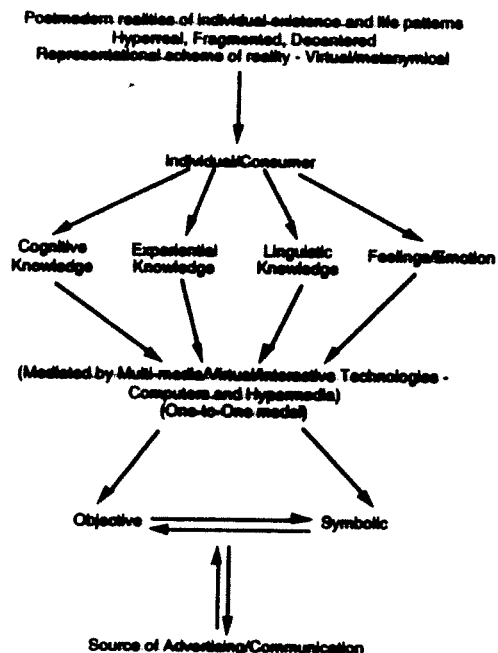 Postmodern realities of individual existence and life patterns
Hyperreal, Fragmented, Decentered
Representational scheme of reality - Virtual/metanymical
Individual/Consumer
Cognitive
Knowledge
Experiential
Knowledge
Linguistic
Knowledge
Feelings/Emotion
(Mediated by Multi-media/Virtual/Interactive Technologies -
Computers and Hypermedia)
(One-to-One model)
Objective
Symbolic
Source of Advertising/Communication